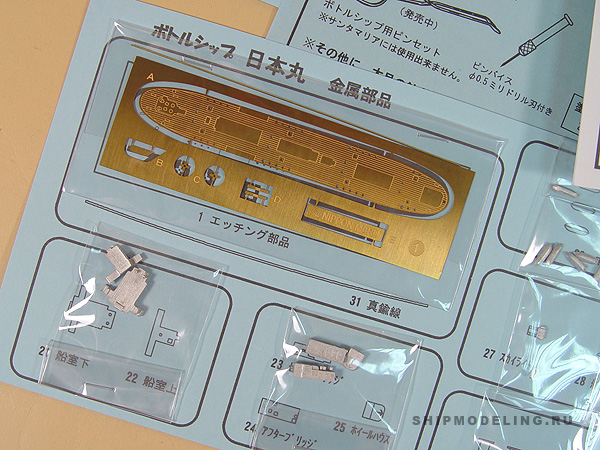 (発売中)
ボトルシップ用ピンセット
※サンタマリアには使用出来ません。
※その他に
ピンバイス
φ0.5ミリドリル刃付き
ボトルシップ 日本丸 金属部品
A
B
C
D
NIPPON MARU
1 エッチング部品
31 真鍮線
船室下
22 船室上
23
24 アフターブリッジ
25 ホイールハウス
27 スカイライ
28
SHIPMODELING.RU